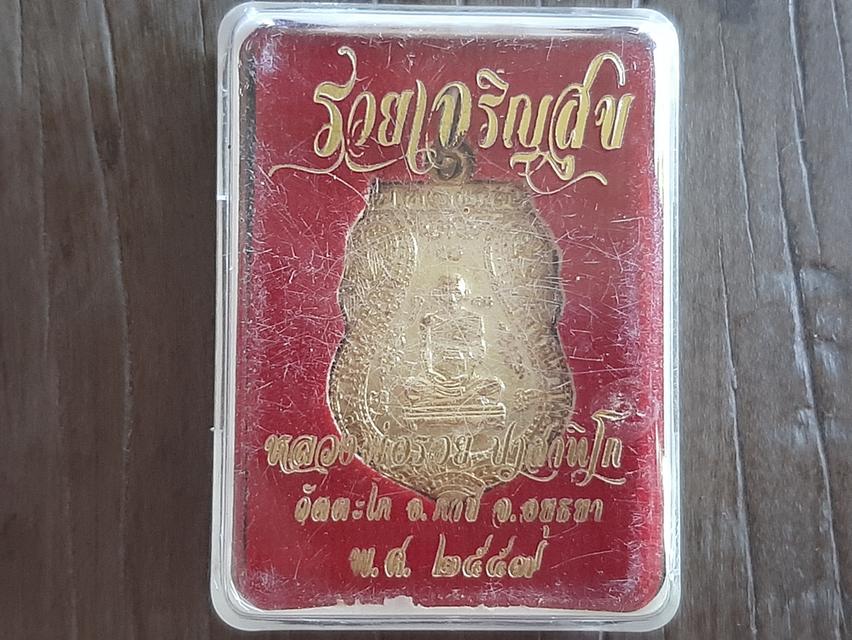 รวยเจริญสุข
หลวงพ่อรวย ปาสาทิโก
วัดตะโก อ.ภาชี จ.อยุธยา
พ.ศ. ๒๕๕๗